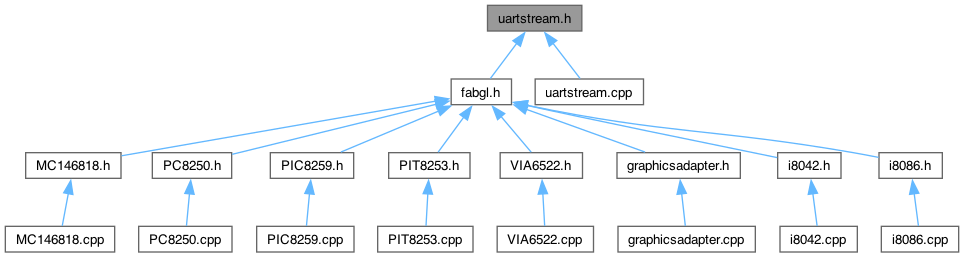 uartstream.h
fabgl.h
uartstream.cpp
MC146818.h
PC8250.h
PIC8259.h
PIT8253.h
VIA6522.h
graphicsadapter.h
i8042.h
i8086.h
MC146818.cpp
PC8250.cpp
PIC8259.cpp
PIT8253.cpp
VIA6522.cpp
graphicsadapter.cpp
i8042.cpp
i8086.cpp